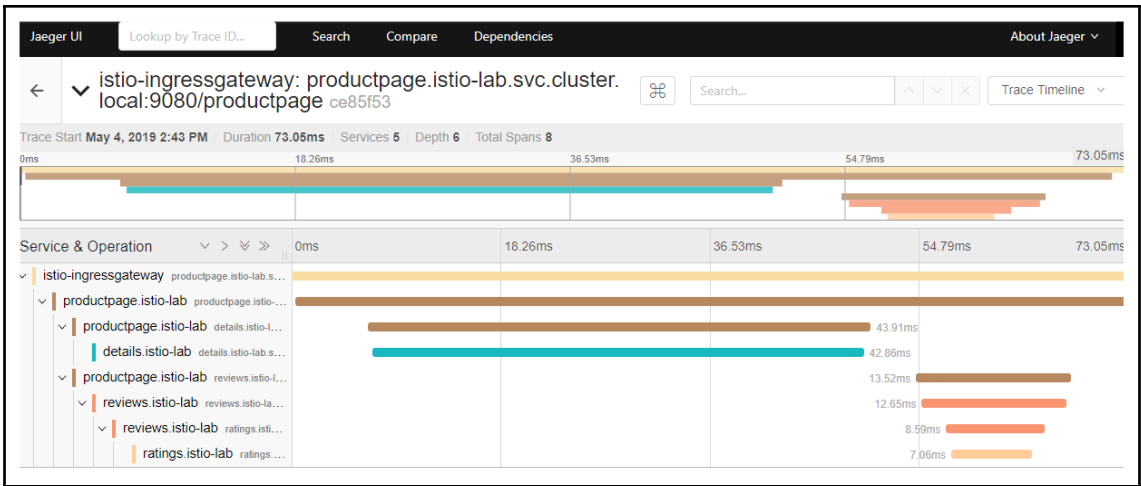 Jaeger UI Lookup by Trace ID... Search Compare Dependencies About Jaeger
istio-ingressgateway: productpage.istio-lab.svc.cluster.
local:9080/productpage ce85f53
⌘ Search... Trace Timeline
Trace Start May 4, 2019 2:43 PM Duration 73.05ms Services 5 Depth 6 Total Spans 8
0ms 18.26ms 36.53ms 54.79ms 73.05ms
Service & Operation 0ms 18.26ms 36.53ms 54.79ms 73.05ms
istio-ingressgateway productpage.istio-lab.s...
productpage.istio-lab productpage.istio-...
productpage.istio-lab details.istio-l... 43.91ms
details.istio-lab details.istio-lab.s... 42.86ms
productpage.istio-lab reviews.istio-l... 13.52ms
reviews.istio-lab reviews.istio-la... 12.65ms
reviews.istio-lab ratings.isti... 8.59ms
ratings.istio-lab ratings.... 7.06ms